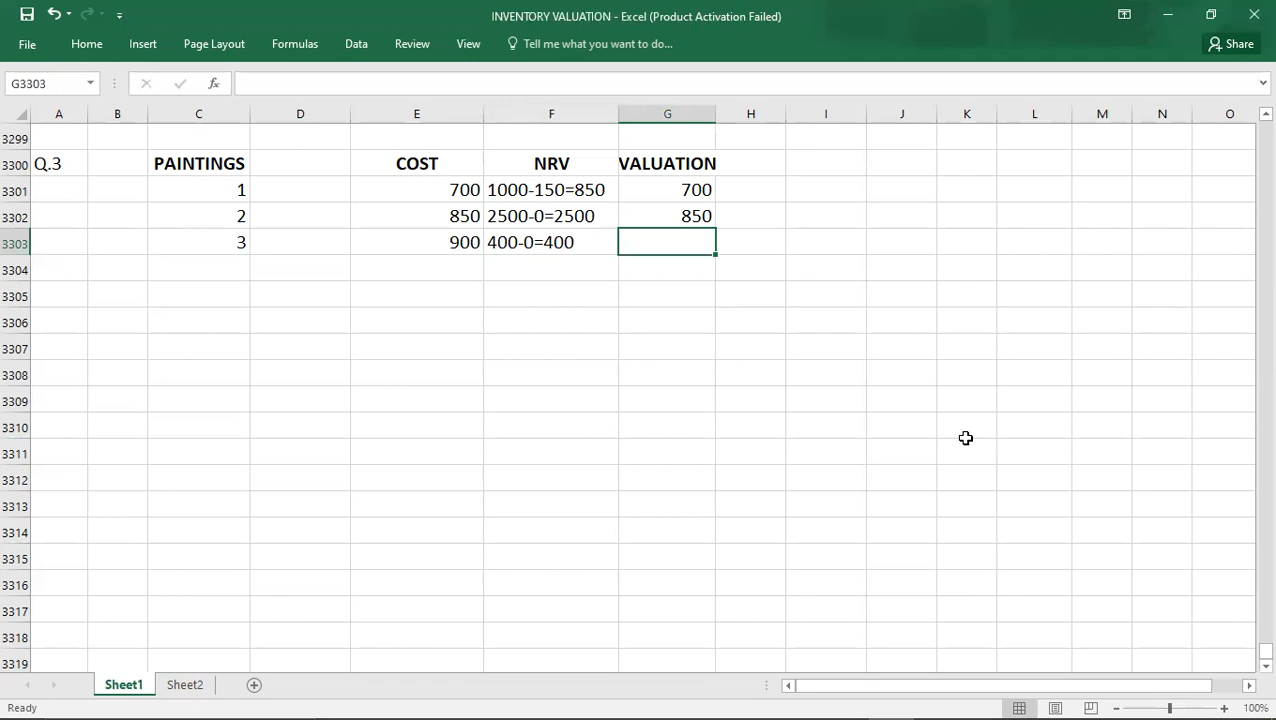 INVENTORY VALUATION - Excel (Product Activation Failed)
File Home Insert Page Layout Formulas Data Review View Tell me what you want to do... Share
G3303 fx
A B C D E F G H I J K L M N O
3299
3300 Q.3 PAINTINGS COST NRV VALUATION
3301 1 700 1000-150=850 700
3302 2 850 2500-0=2500 850
3303 3 900 400-0=400
3304
3305
3306
3307
3308
3309
3310
3311
3312
3313
3314
3315
3316
3317
3318
3319
Sheet1 Sheet2
Ready 100%